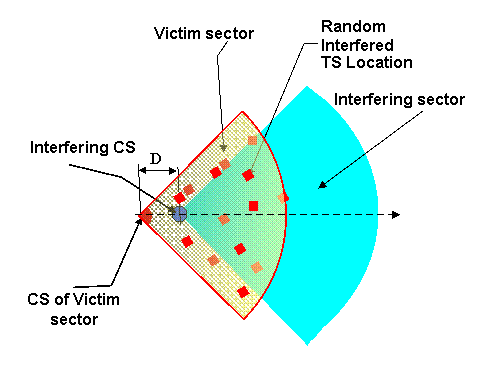 Victim sector
Random
Interfered
TS Location
Interfering sector
Interfering CS
D
CS of Victim
sector